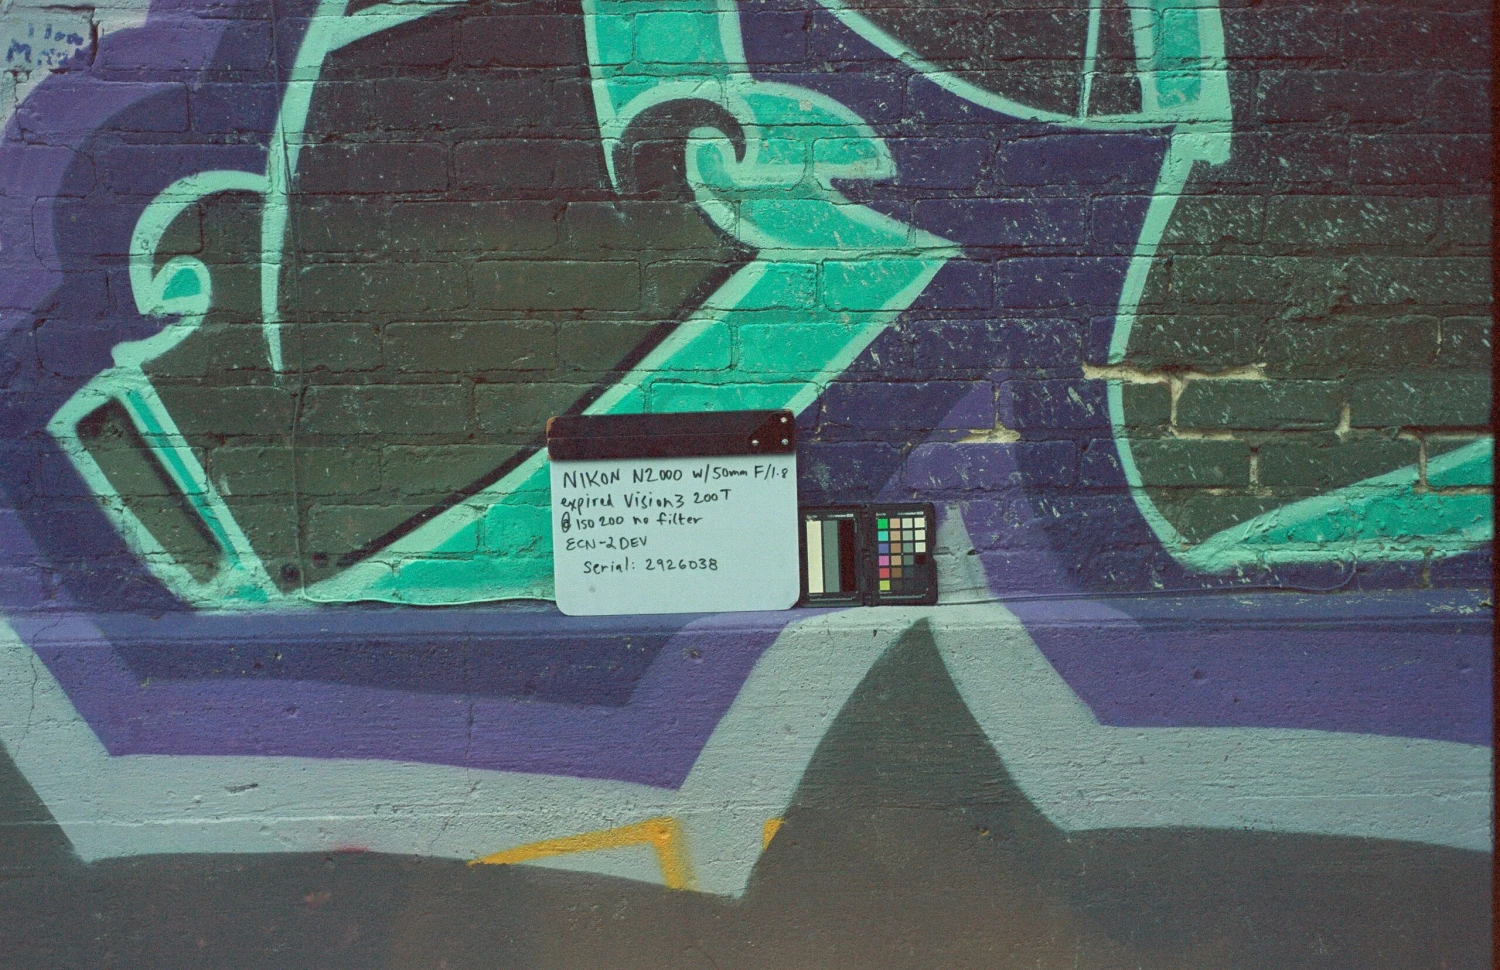 NIKON N2000 w/50mm F/1.8
expired Vision3 200T
@ ISO 200 no filter
ECN-2 DEV
Serial: 2926038